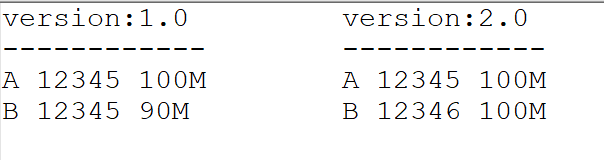 version:1.0          version:2.0
------------         ------------
A 12345 100M         A 12345 100M
B 12345 90M          B 12346 100M